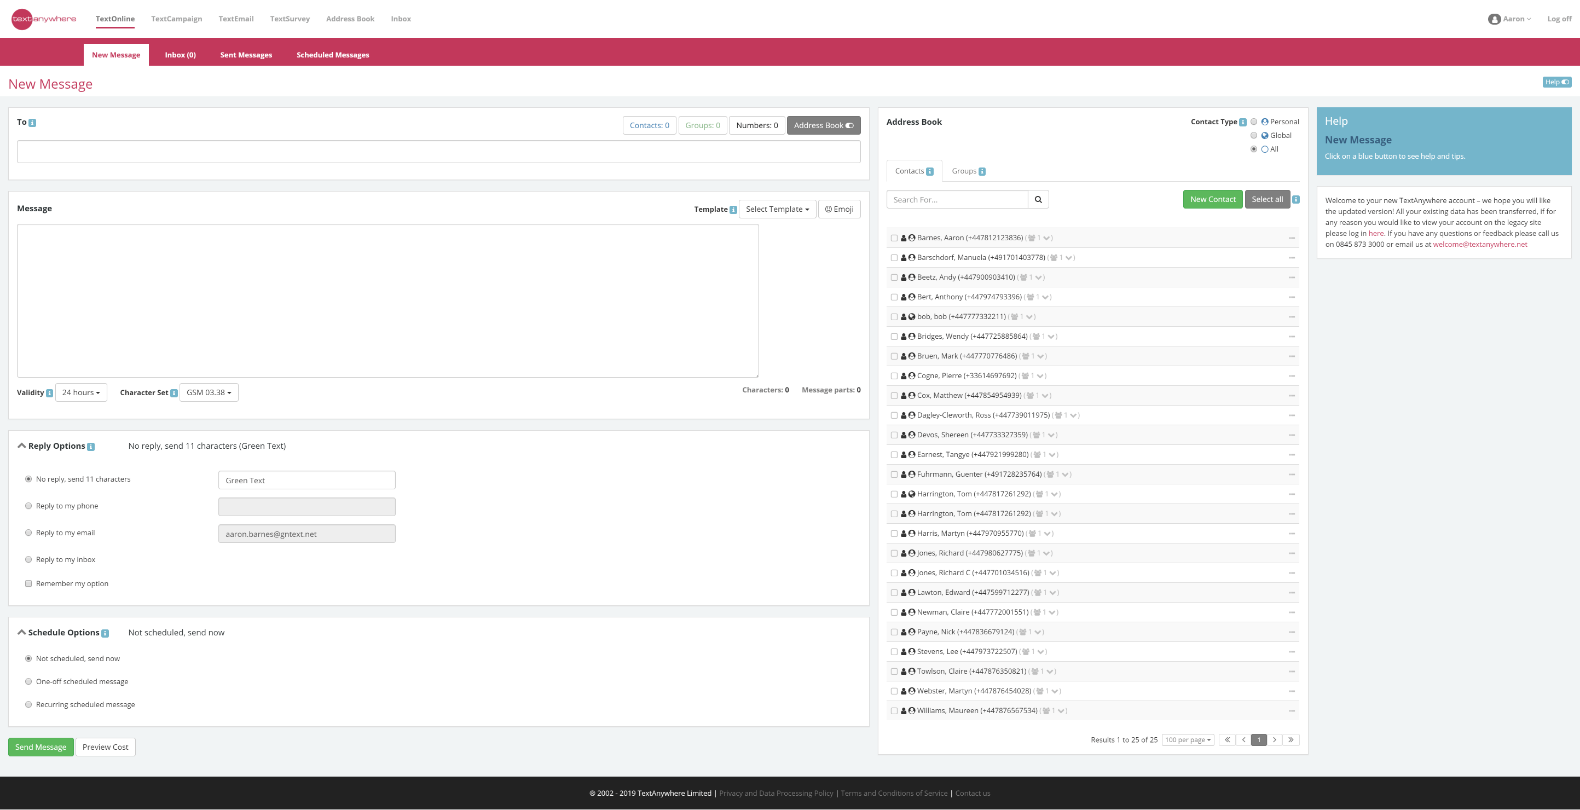 textanywhere
TextOnline TextCampaign TextEmail TextSurvey Address Book Inbox
Aaron Log off
New Message Inbox (0) Sent Messages Scheduled Messages
New Message
Help
To
Contacts: 0 Groups: 0 Numbers: 0 Address Book
Message
Template Select Template Emoji
Validity 24 hours Character Set GSM 03.38
Characters: 0 Message parts: 0
Reply Options No reply, send 11 characters (Green Text)
No reply, send 11 characters Green Text
Reply to my phone
Reply to my email aaron.barnes@gntext.net
Reply to my inbox
Remember my option
Schedule Options Not scheduled, send now
Not scheduled, send now
One-off scheduled message
Recurring scheduled message
Send Message Preview Cost
Address Book
Contact Type Personal
Global
All
Contacts Groups
Search For...
New Contact Select all
Barnes, Aaron (+447812123836) ( 1 )
Barschdorf, Manuela (+491701403778) ( 1 )
Beetz, Andy (+447900903410) ( 1 )
Bert, Anthony (+447974793396) ( 1 )
bob, bob (+447777332211) ( 1 )
Bridges, Wendy (+447725885864) ( 1 )
Bruen, Mark (+447770776486) ( 1 )
Cogne, Pierre (+33614697692) ( 1 )
Cox, Matthew (+447854954939) ( 1 )
Dagley-Cleworth, Ross (+447739011975) ( 1 )
Devos, Shereen (+447733327359) ( 1 )
Earnest, Tangye (+447921999280) ( 1 )
Fuhrmann, Guenter (+491728235764) ( 1 )
Harrington, Tom (+447817261292) ( 1 )
Harrington, Tom (+447817261292) ( 1 )
Harris, Martyn (+447970955770) ( 1 )
Jones, Richard (+447980627775) ( 1 )
Jones, Richard C (+447701034516) ( 1 )
Lawton, Edward (+447599712277) ( 1 )
Newman, Claire (+447772001551) ( 1 )
Payne, Nick (+447836679124) ( 1 )
Stevens, Lee (+447973722507) ( 1 )
Towlson, Claire (+447876350821) ( 1 )
Webster, Martyn (+447876454028) ( 1 )
Williams, Maureen (+447876567534) ( 1 )
Results 1 to 25 of 25 100 per page « ‹ 1 › »
Help
New Message
Click on a blue button to see help and tips.
Welcome to your new TextAnywhere account – we hope you will like
the updated version! All your existing data has been transferred, if for
any reason you would like to view your account on the legacy site
please log in here. If you have any questions or feedback please call us
on 0845 873 3000 or email us at welcome@textanywhere.net
© 2002 - 2019 TextAnywhere Limited | Privacy and Data Processing Policy | Terms and Conditions of Service | Contact us